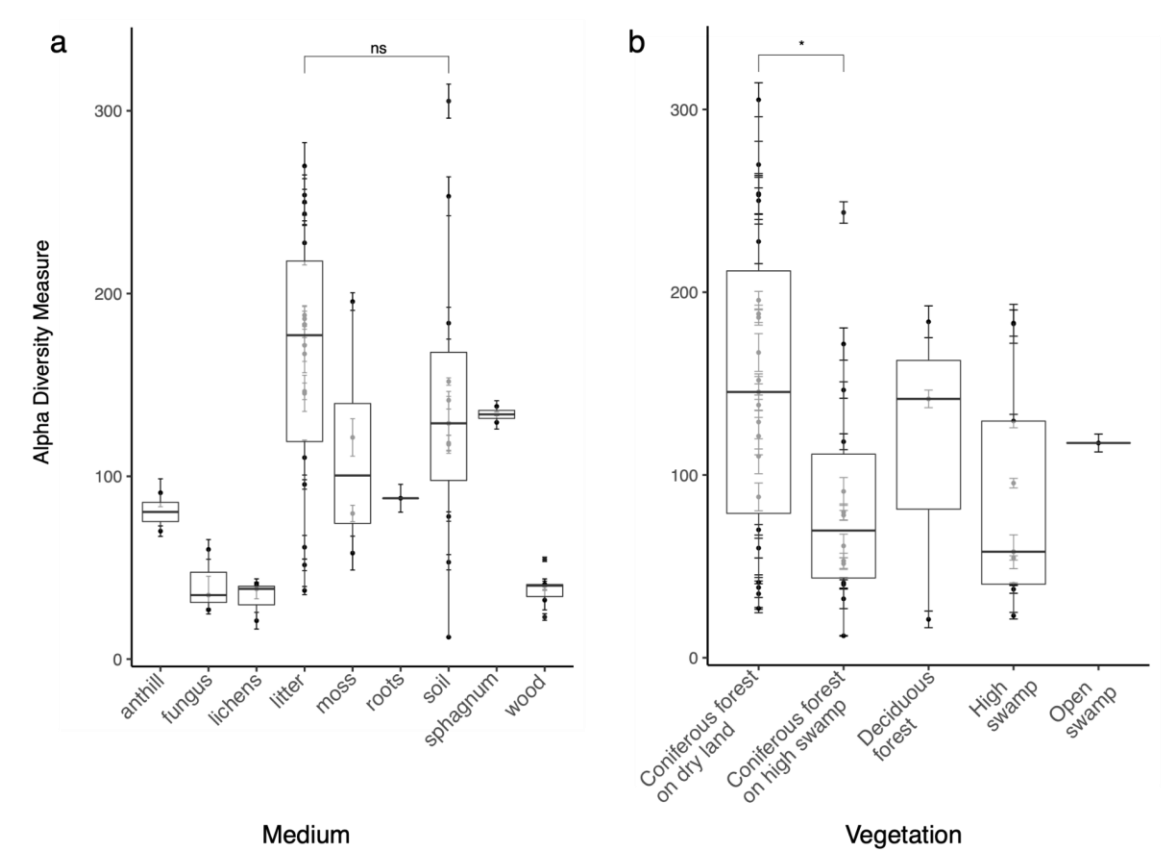 a
ns
300
200
100
0
Alpha Diversity Measure
anthill
fungus
lichens
litter
moss
roots
soil
sphagnum
wood
Medium
b
*
300
200
100
0
Coniferous forest
on dry land
Coniferous forest
on high swamp
Deciduous
forest
High
swamp
Open
swamp
Vegetation